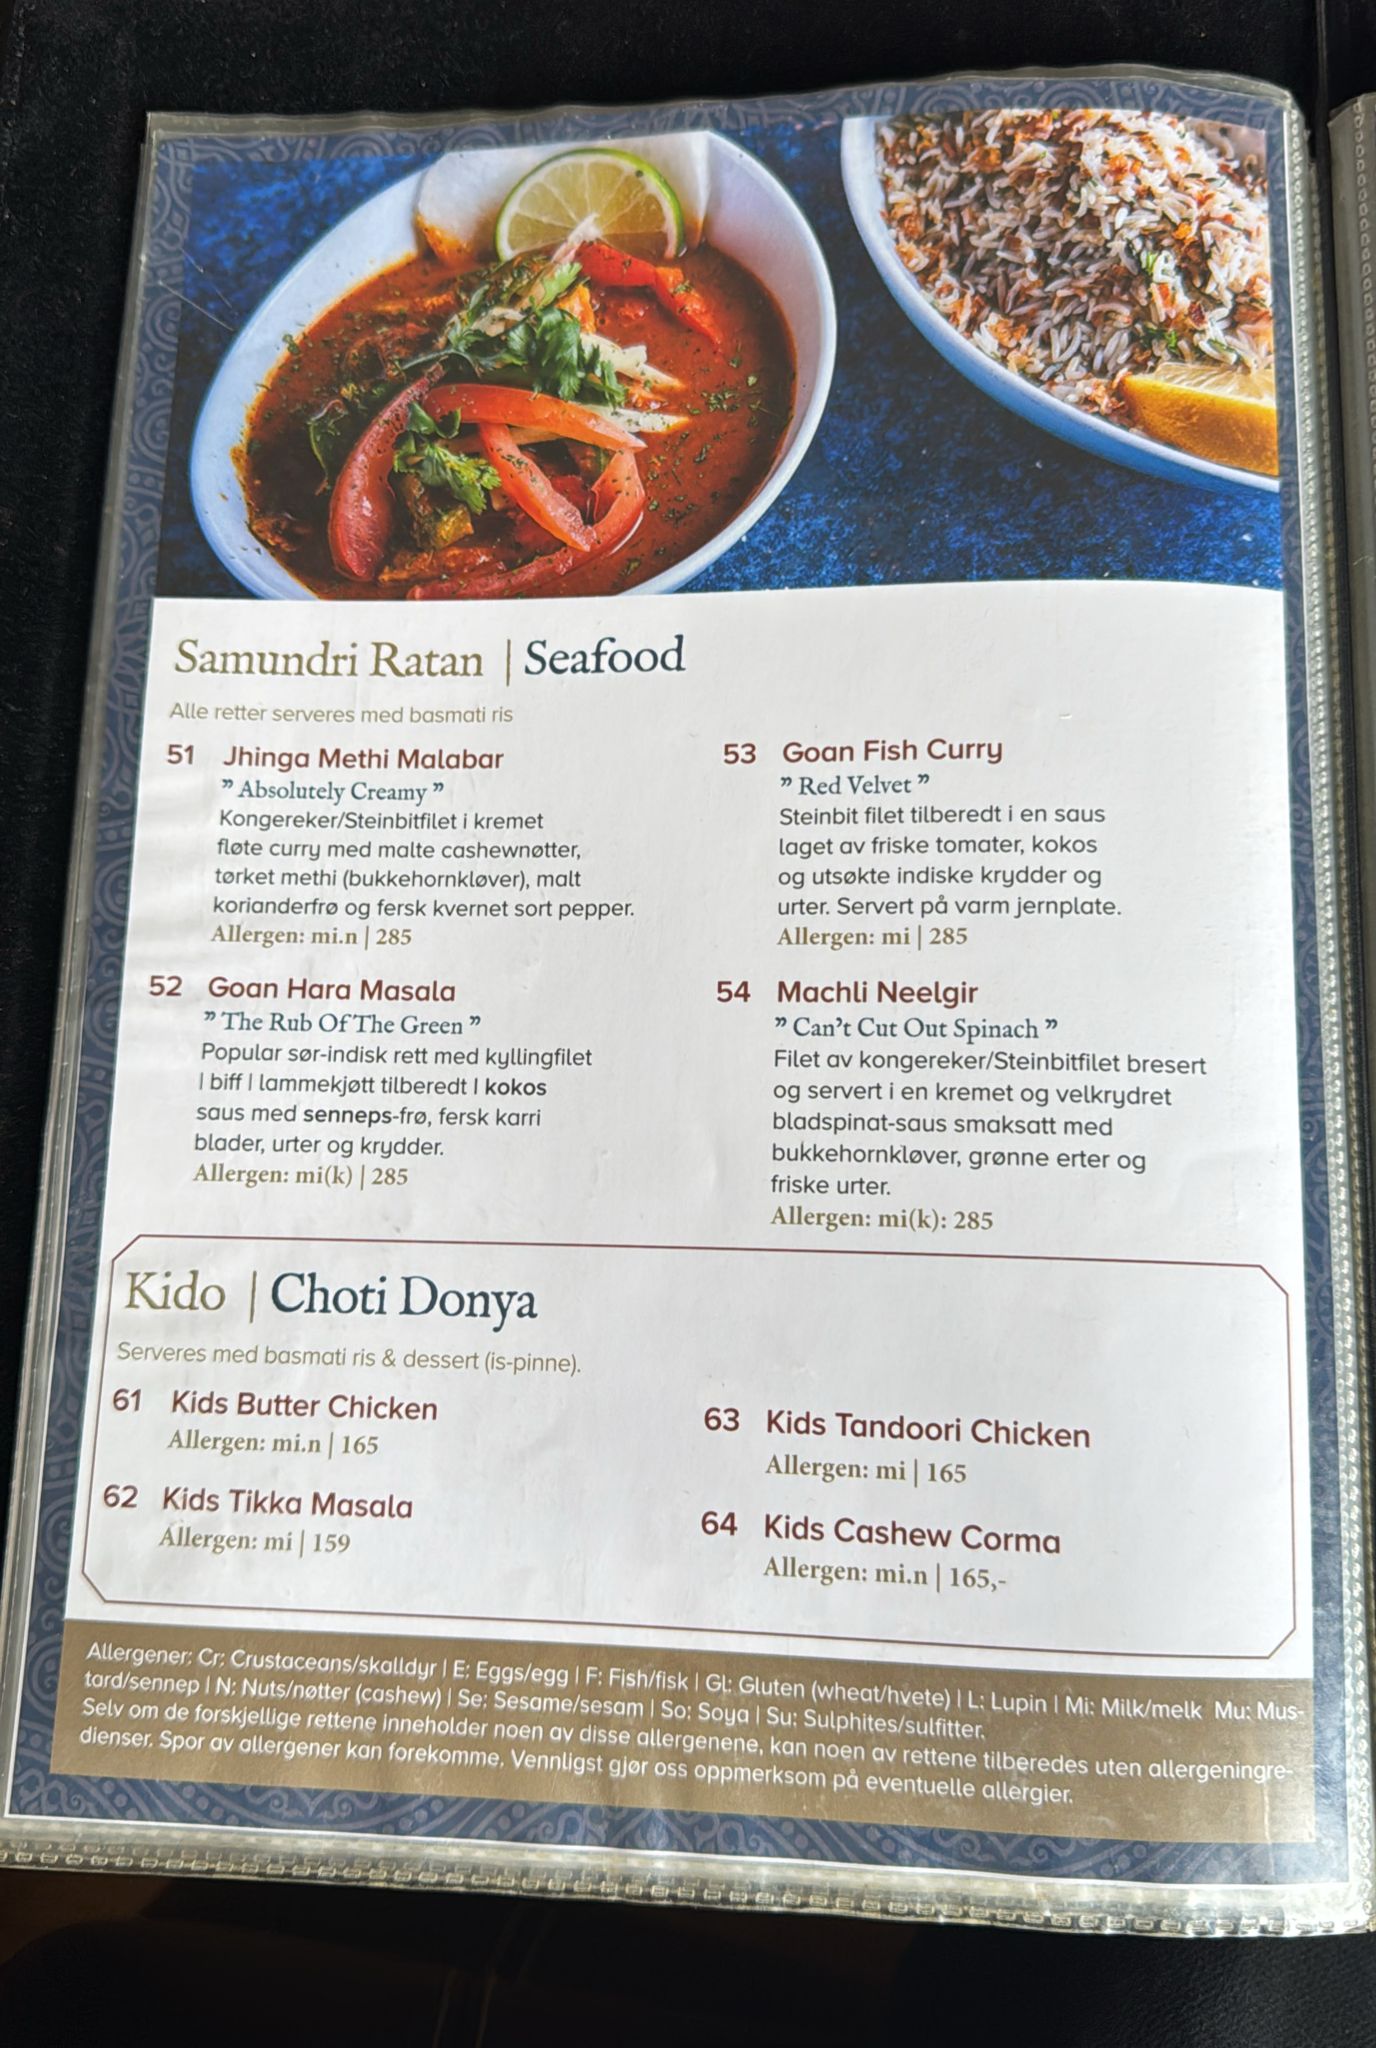 Samundri Ratan | Seafood
Alle retter serveres med basmati ris
51 Jhinga Methi Malabar
” Absolutely Creamy ”
Kongereker/Steinbitfilet i kremet
fløte curry med malte cashewnøtter,
tørket methi (bukkehornkløver), malt
korianderfrø og fersk kvernet sort pepper.
Allergen: mi.n | 285
52 Goan Hara Masala
” The Rub Of The Green ”
Popular sør-indisk rett med kyllingfilet
I biff I lammekjøtt tilberedt I kokos
saus med senneps-frø, fersk karri
blader, urter og krydder.
Allergen: mi(k) | 285
53 Goan Fish Curry
” Red Velvet ”
Steinbit filet tilberedt i en saus
laget av friske tomater, kokos
og utsøkte indiske krydder og
urter. Servert på varm jernplate.
Allergen: mi | 285
54 Machli Neelgir
” Can’t Cut Out Spinach ”
Filet av kongereker/Steinbitfilet bresert
og servert i en kremet og velkrydret
bladspinat-saus smaksatt med
bukkehornkløver, grønne erter og
friske urter.
Allergen: mi(k): 285
Kido | Choti Donya
Serveres med basmati ris & dessert (is-pinne).
61 Kids Butter Chicken
Allergen: mi.n | 165
62 Kids Tikka Masala
Allergen: mi | 159
63 Kids Tandoori Chicken
Allergen: mi | 165
64 Kids Cashew Corma
Allergen: mi.n | 165,-
Allergener: Cr: Crustaceans/skalldyr | E: Eggs/egg | F: Fish/fisk | Gl: Gluten (wheat/hvete) | L: Lupin | Mi: Milk/melk Mu: Mus-
tard/sennep | N: Nuts/nøtter (cashew) | Se: Sesame/sesam | So: Soya | Su: Sulphites/sulfitter.
Selv om de forskjellige rettene inneholder noen av disse allergenene, kan noen av rettene tilberedes uten allergeningre-
dienser. Spor av allergener kan forekomme. Vennligst gjør oss oppmerksom på eventuelle allergier.